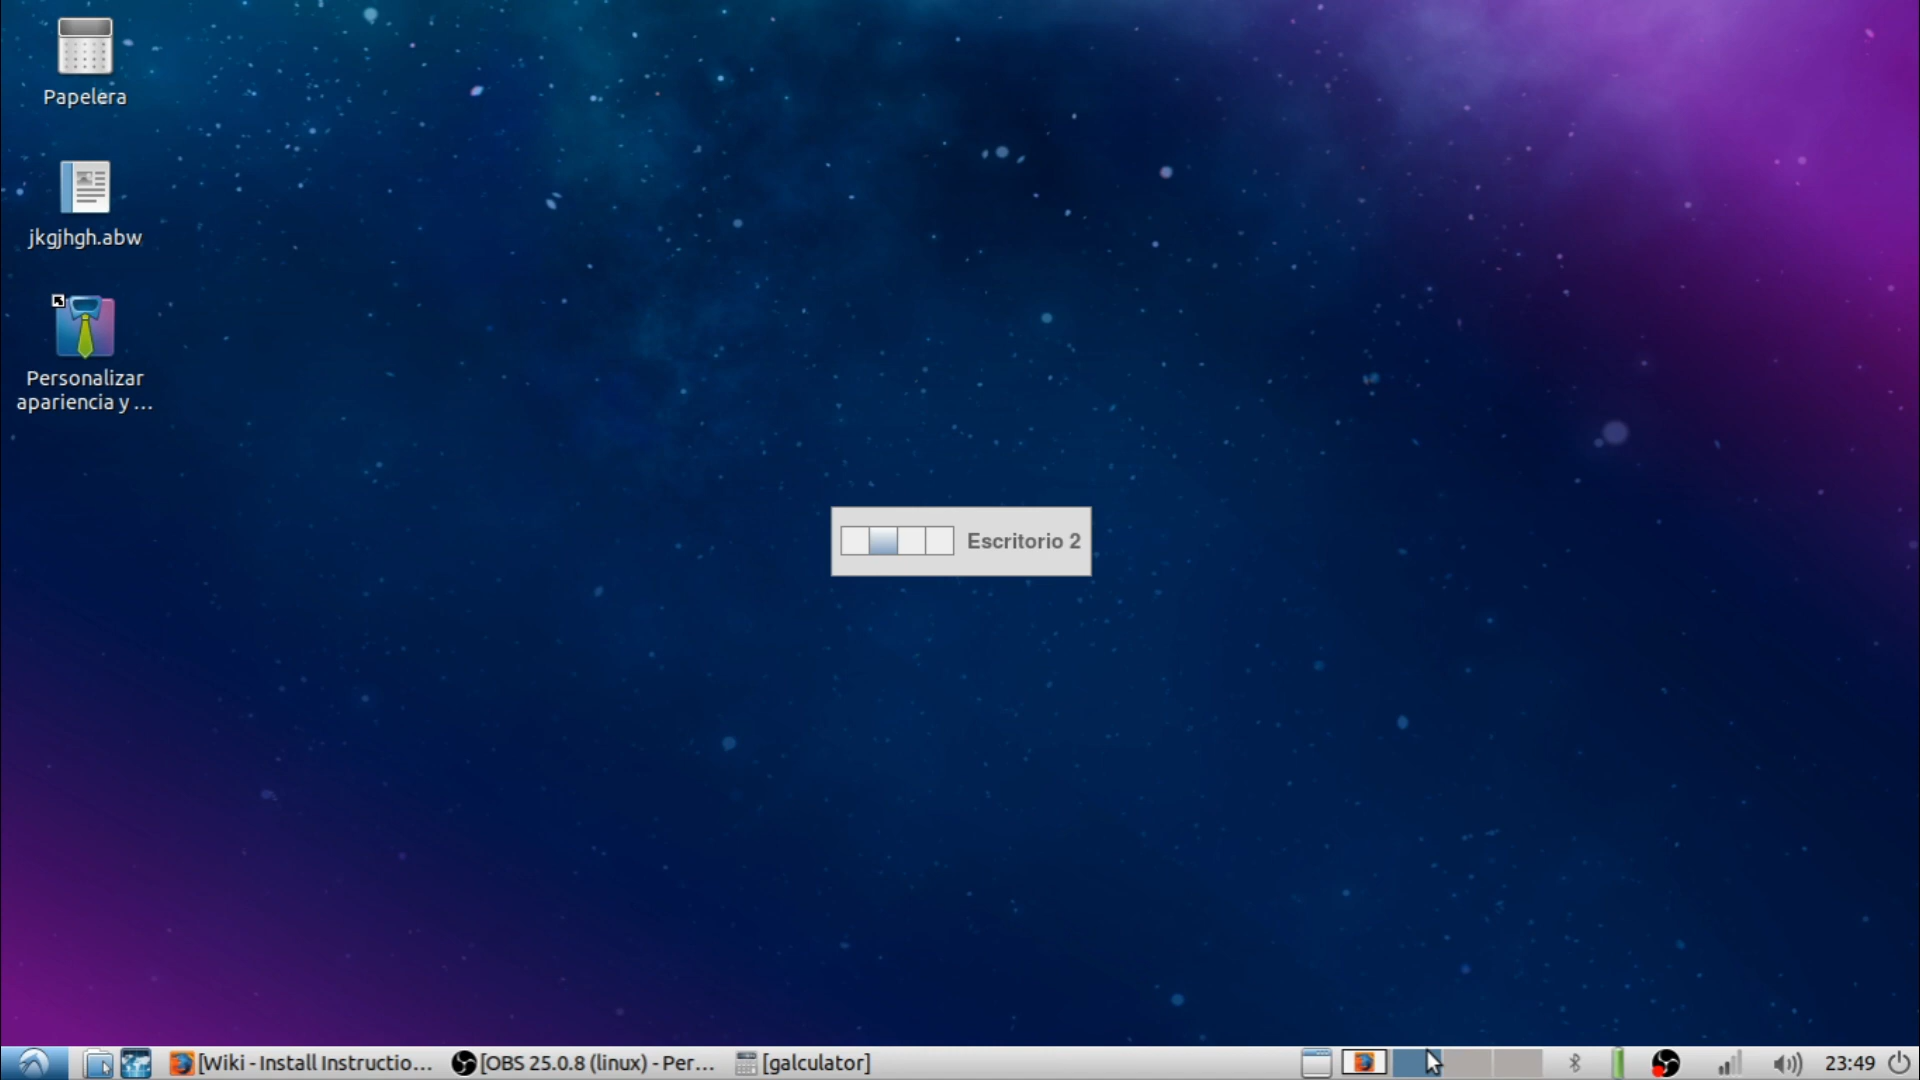 Papelera
jkgjhgh.abw
Personalizar
apariencia y ...
Escritorio 2
[Wiki - Install Instructio...
[OBS 25.0.8 (linux) - Per...
[galculator]
23:49